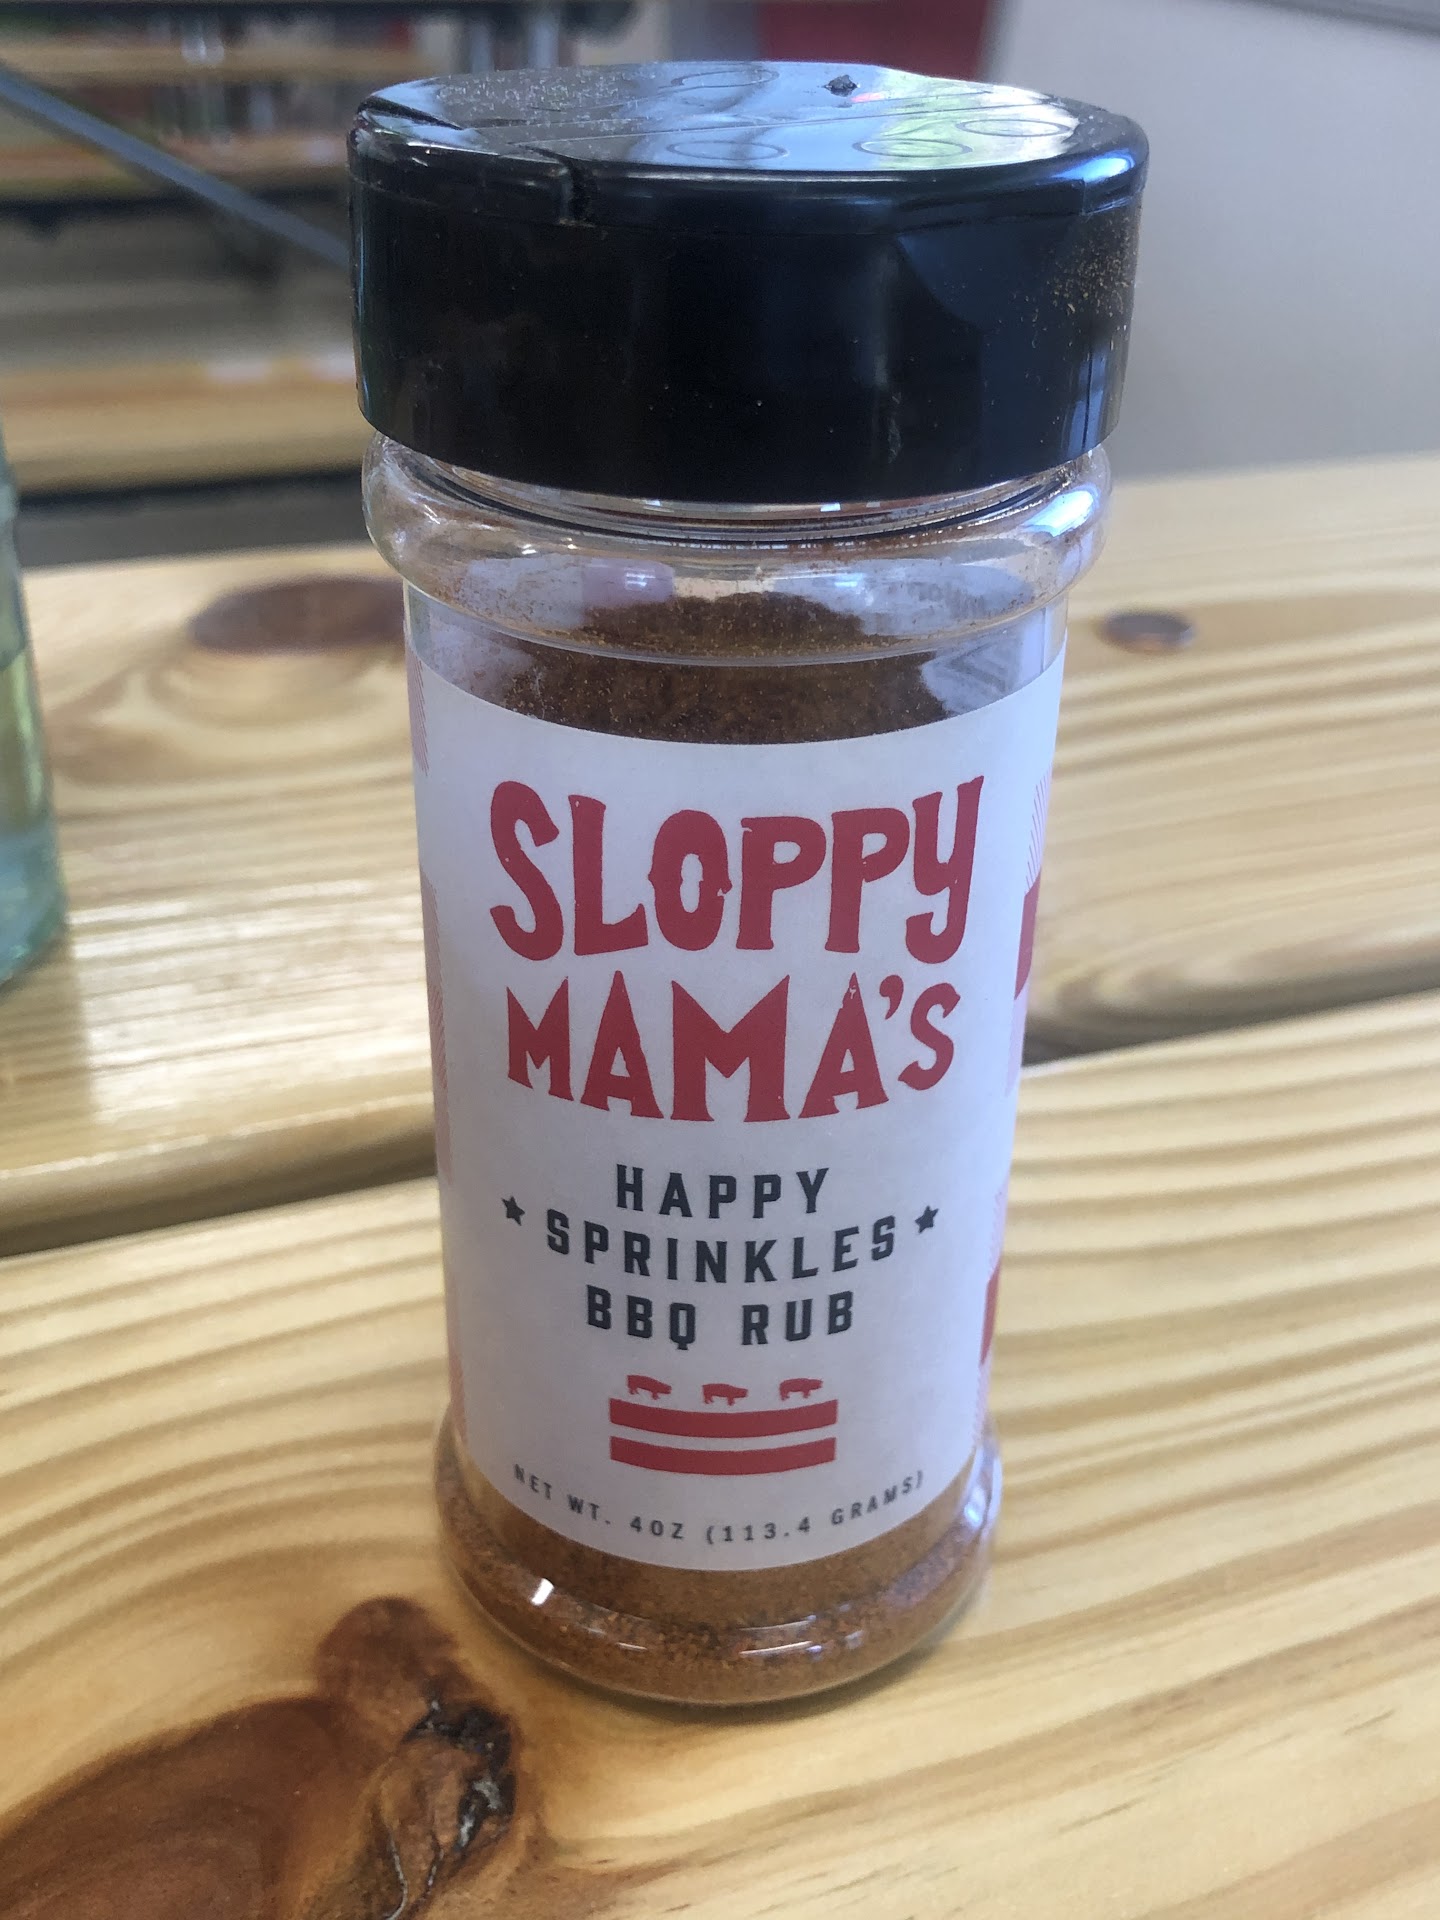 SLOPPY
MAMA'S
HAPPY
SPRINKLES
BBQ RUB
NET WT. 4OZ (113.4 GRAMS)